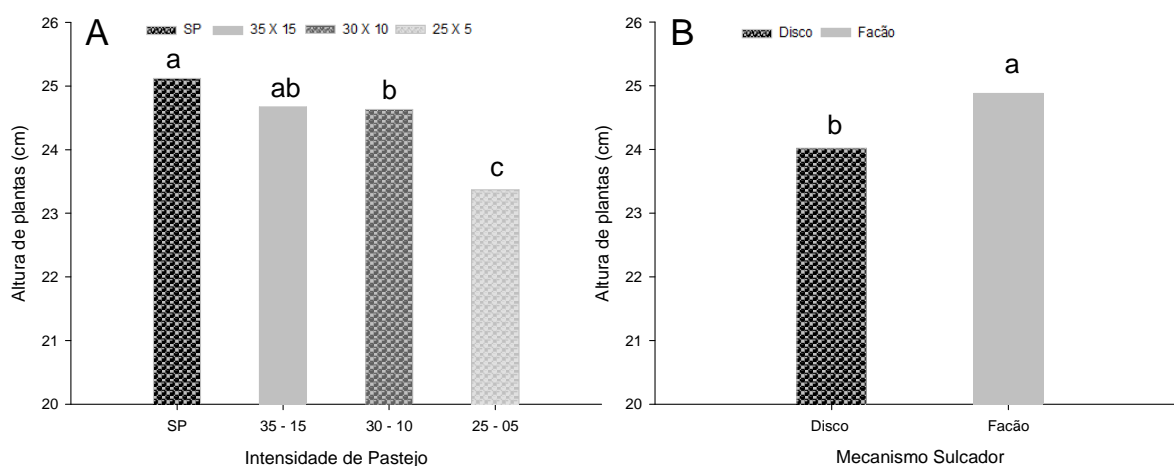 A SP 35 X 15 30 X 10 25 X 5
Altura de plantas (cm)
26
25
24
23
22
21
20
a
ab
b
c
SP 35 - 15 30 - 10 25 - 05
Intensidade de Pastejo
B Disco Facão
Altura de plantas (cm)
26
25
24
23
22
21
20
b
a
Disco Facão
Mecanismo Sulcador